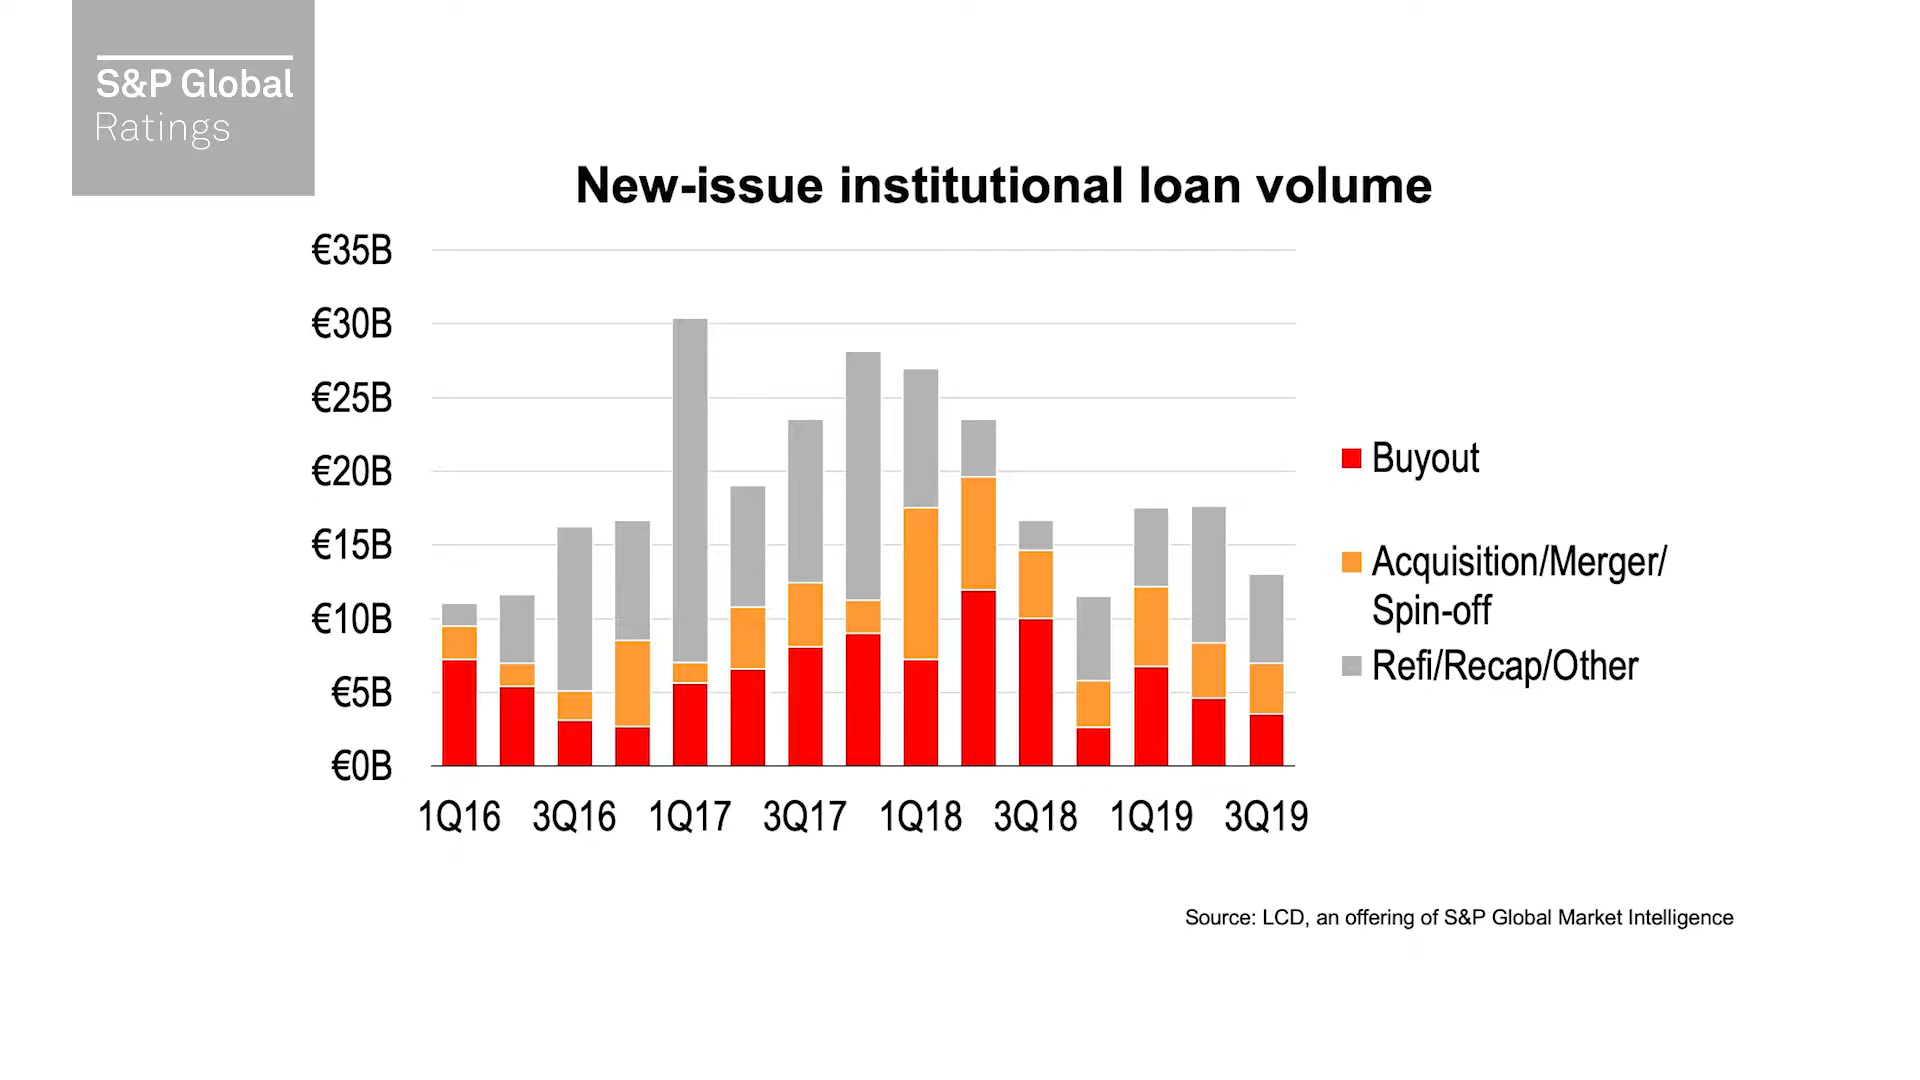 S&P Global
Ratings
New-issue institutional loan volume
€35B
€30B
€25B
€20B
€15B
€10B
€5B
€0B
1Q16 3Q16 1Q17 3Q17 1Q18 3Q18 1Q19 3Q19
Buyout
Acquisition/Merger/
Spin-off
Refi/Recap/Other
Source: LCD, an offering of S&P Global Market Intelligence